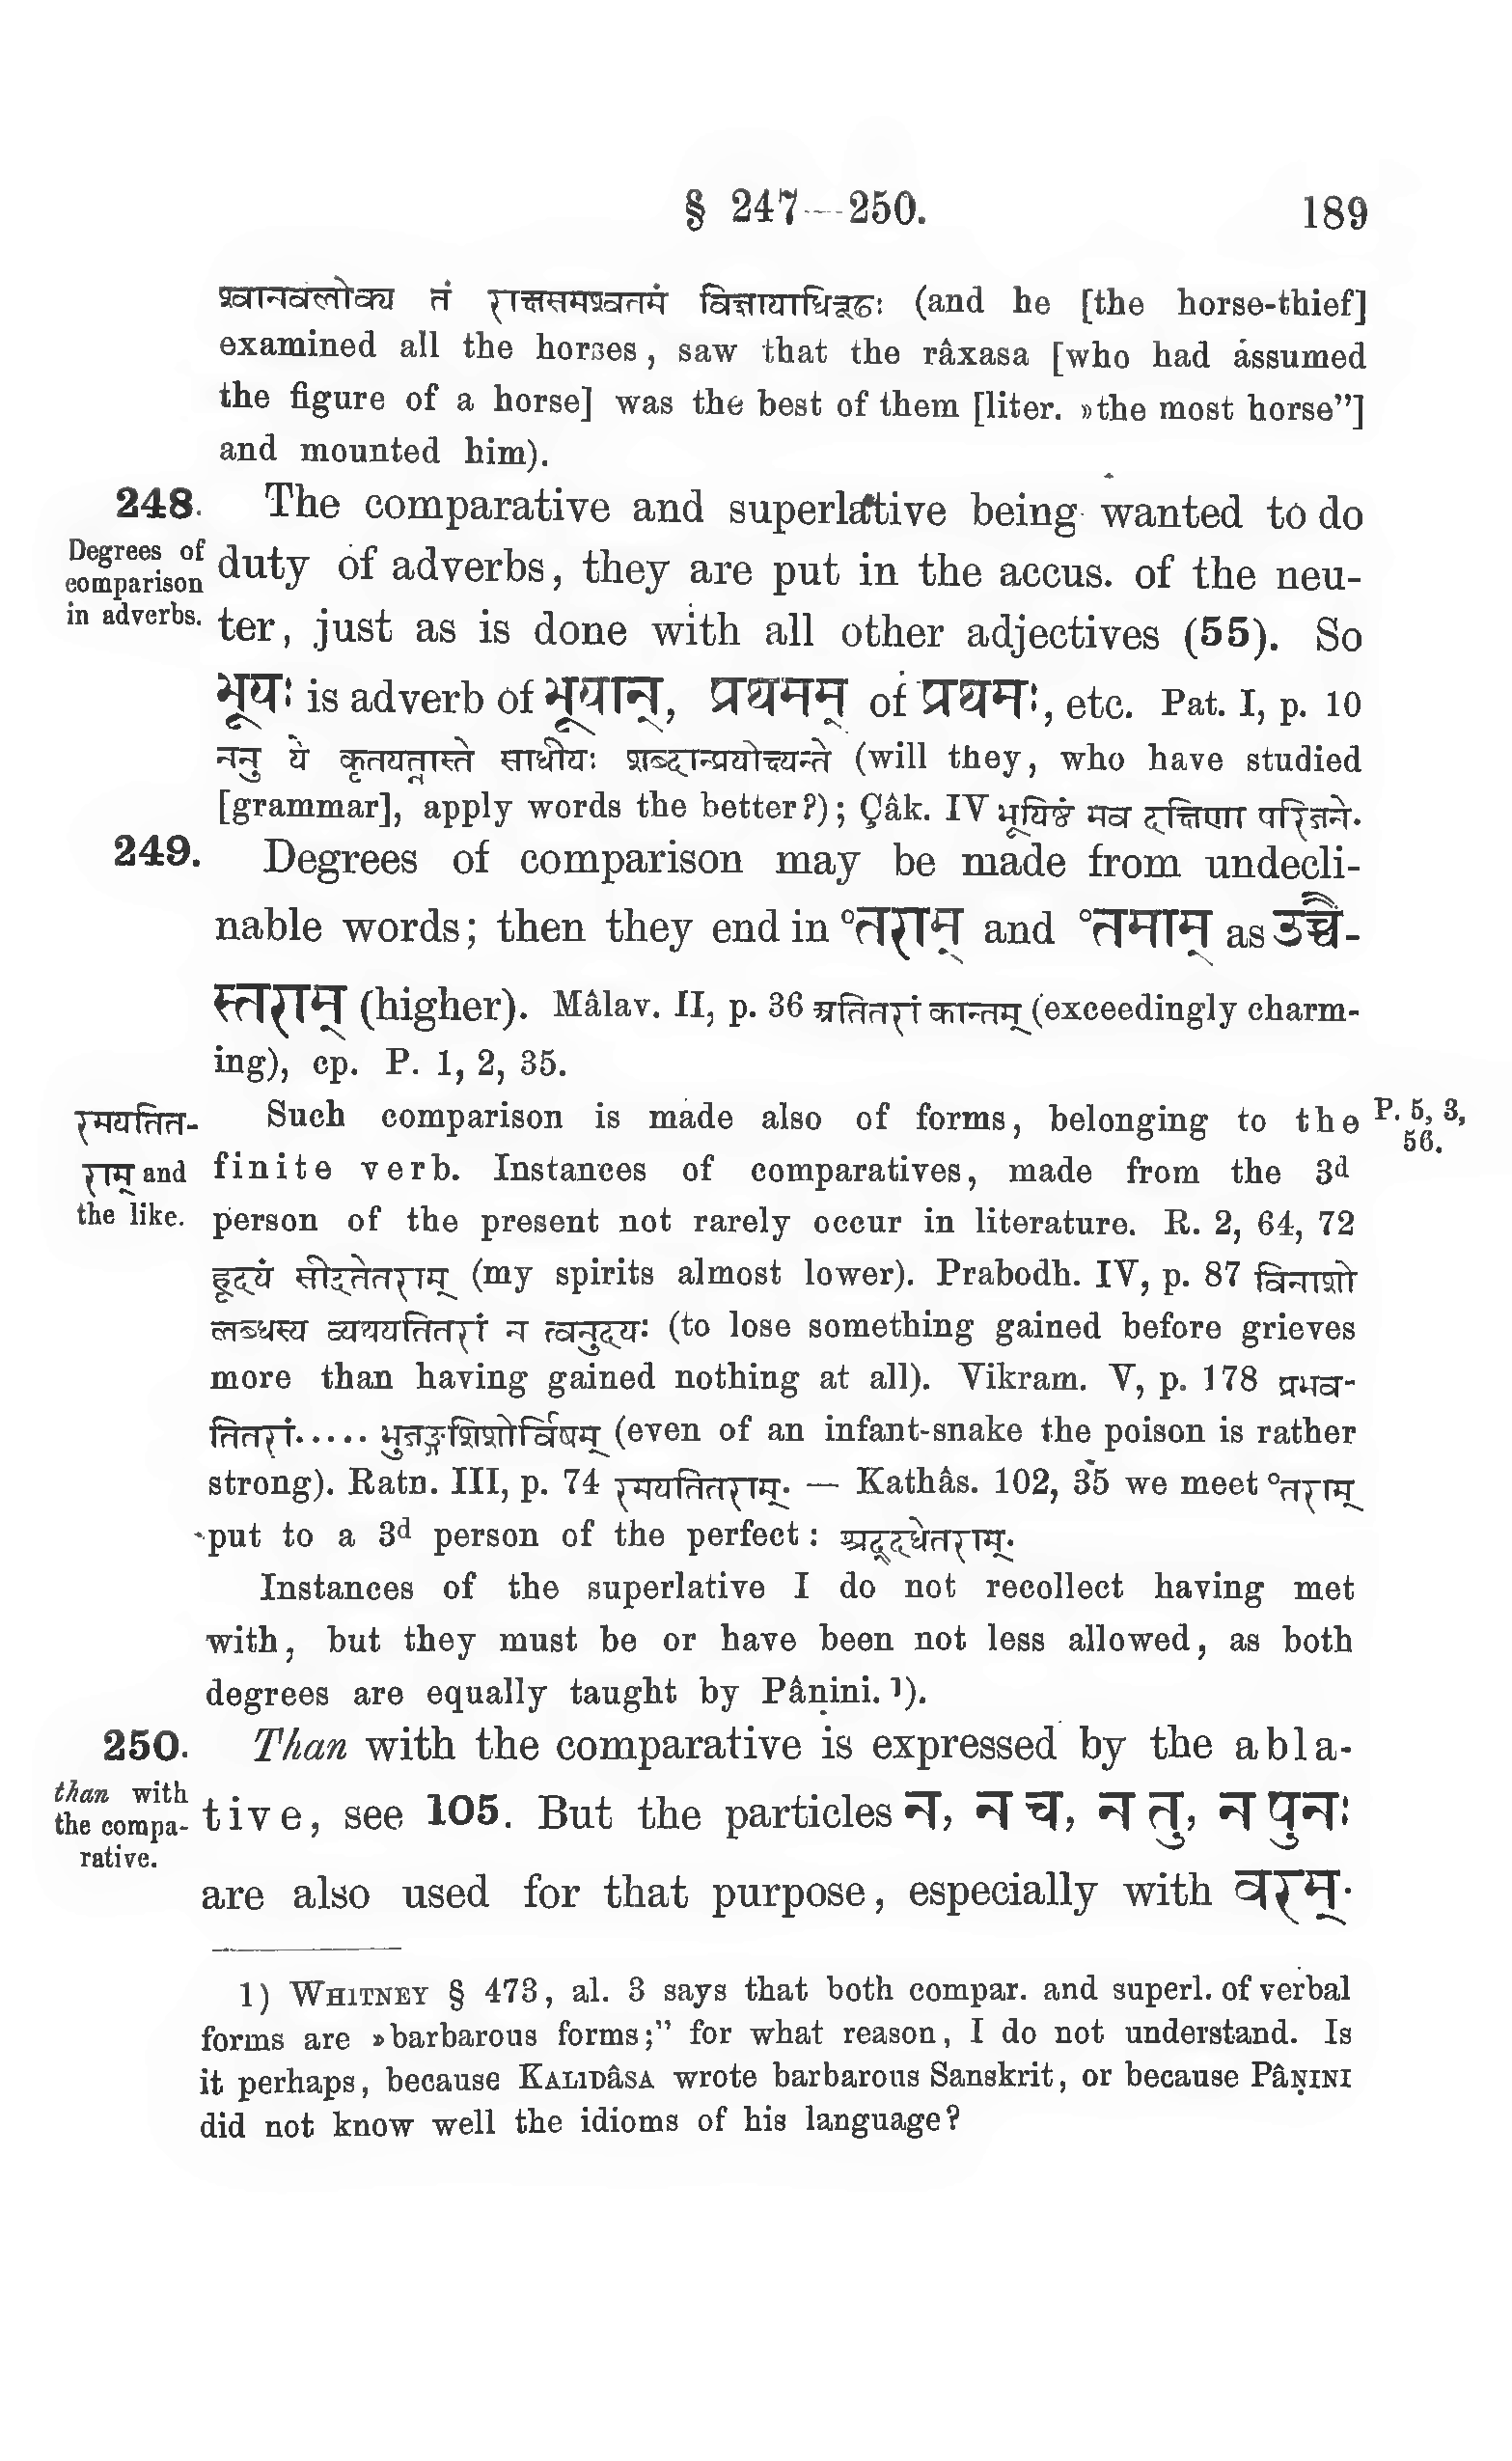 § 247—250. 189
श्वानवलोक्य तं राक्षसमश्वतमं विज्ञायाधिरूढः (and he [the horse-thief]
examined all the horses, saw that the râxasa [who had assumed
the figure of a horse] was the best of them [liter. »the most horse”]
and mounted him).
248. The comparative and superlative being wanted to do
Degrees of comparison in adverbs.
duty of adverbs, they are put in the accus. of the neu-
ter, just as is done with all other adjectives (55). So
भूयः is adverb of भूयान्, प्रथमम् of प्रथमः, etc. Pat. I, p. 10
ननु ये कृतयत्नास्ते साधीयः शब्दान्प्रयोक्ष्यन्ते (will they, who have studied
[grammar], apply words the better?); Çâk. IV भूयिष्ठं भव दक्षिणा परिजने.
249. Degrees of comparison may be made from undecli-
nable words; then they end in °तराम् and °तमाम् as उच्चै-
स्तराम् (higher). Mâlav. II, p. 36 अतितरां कान्तम् (exceedingly charm-
ing), cp. P. 1, 2, 35.
रमयतित-
राम् and
the like.
Such comparison is made also of forms, belonging to the
P. 5, 3,
56.
finite verb. Instances of comparatives, made from the 3d
person of the present not rarely occur in literature. R. 2, 64, 72
हृदयं सीदतेतराम् (my spirits almost lower). Prabodh. IV, p. 87 विनाशो
लब्धस्य व्यथयतितरां न त्वनुदयः (to lose something gained before grieves
more than having gained nothing at all). Vikram. V, p. 178 प्रभव-
तितरां..... भुजङ्गशिशोर्विषम् (even of an infant-snake the poison is rather
strong). Ratn. III, p. 74 रमयतितराम्. — Kathâs. 102, 35 we meet °तराम्
put to a 3d person of the perfect: श्रद्दधेतराम्.
Instances of the superlative I do not recollect having met
with, but they must be or have been not less allowed, as both
degrees are equally taught by Pâṇini. 1).
250. Than with the comparative is expressed by the abla-
than with
the compa-
rative.
tive, see 105. But the particles न, न च, न तु, न पुनः
are also used for that purpose, especially with वरम्.
1) WHITNEY § 473, al. 3 says that both compar. and superl. of verbal
forms are »barbarous forms;” for what reason, I do not understand. Is
it perhaps, because KALIDâSA wrote barbarous Sanskrit, or because PâṆINI
did not know well the idioms of his language?